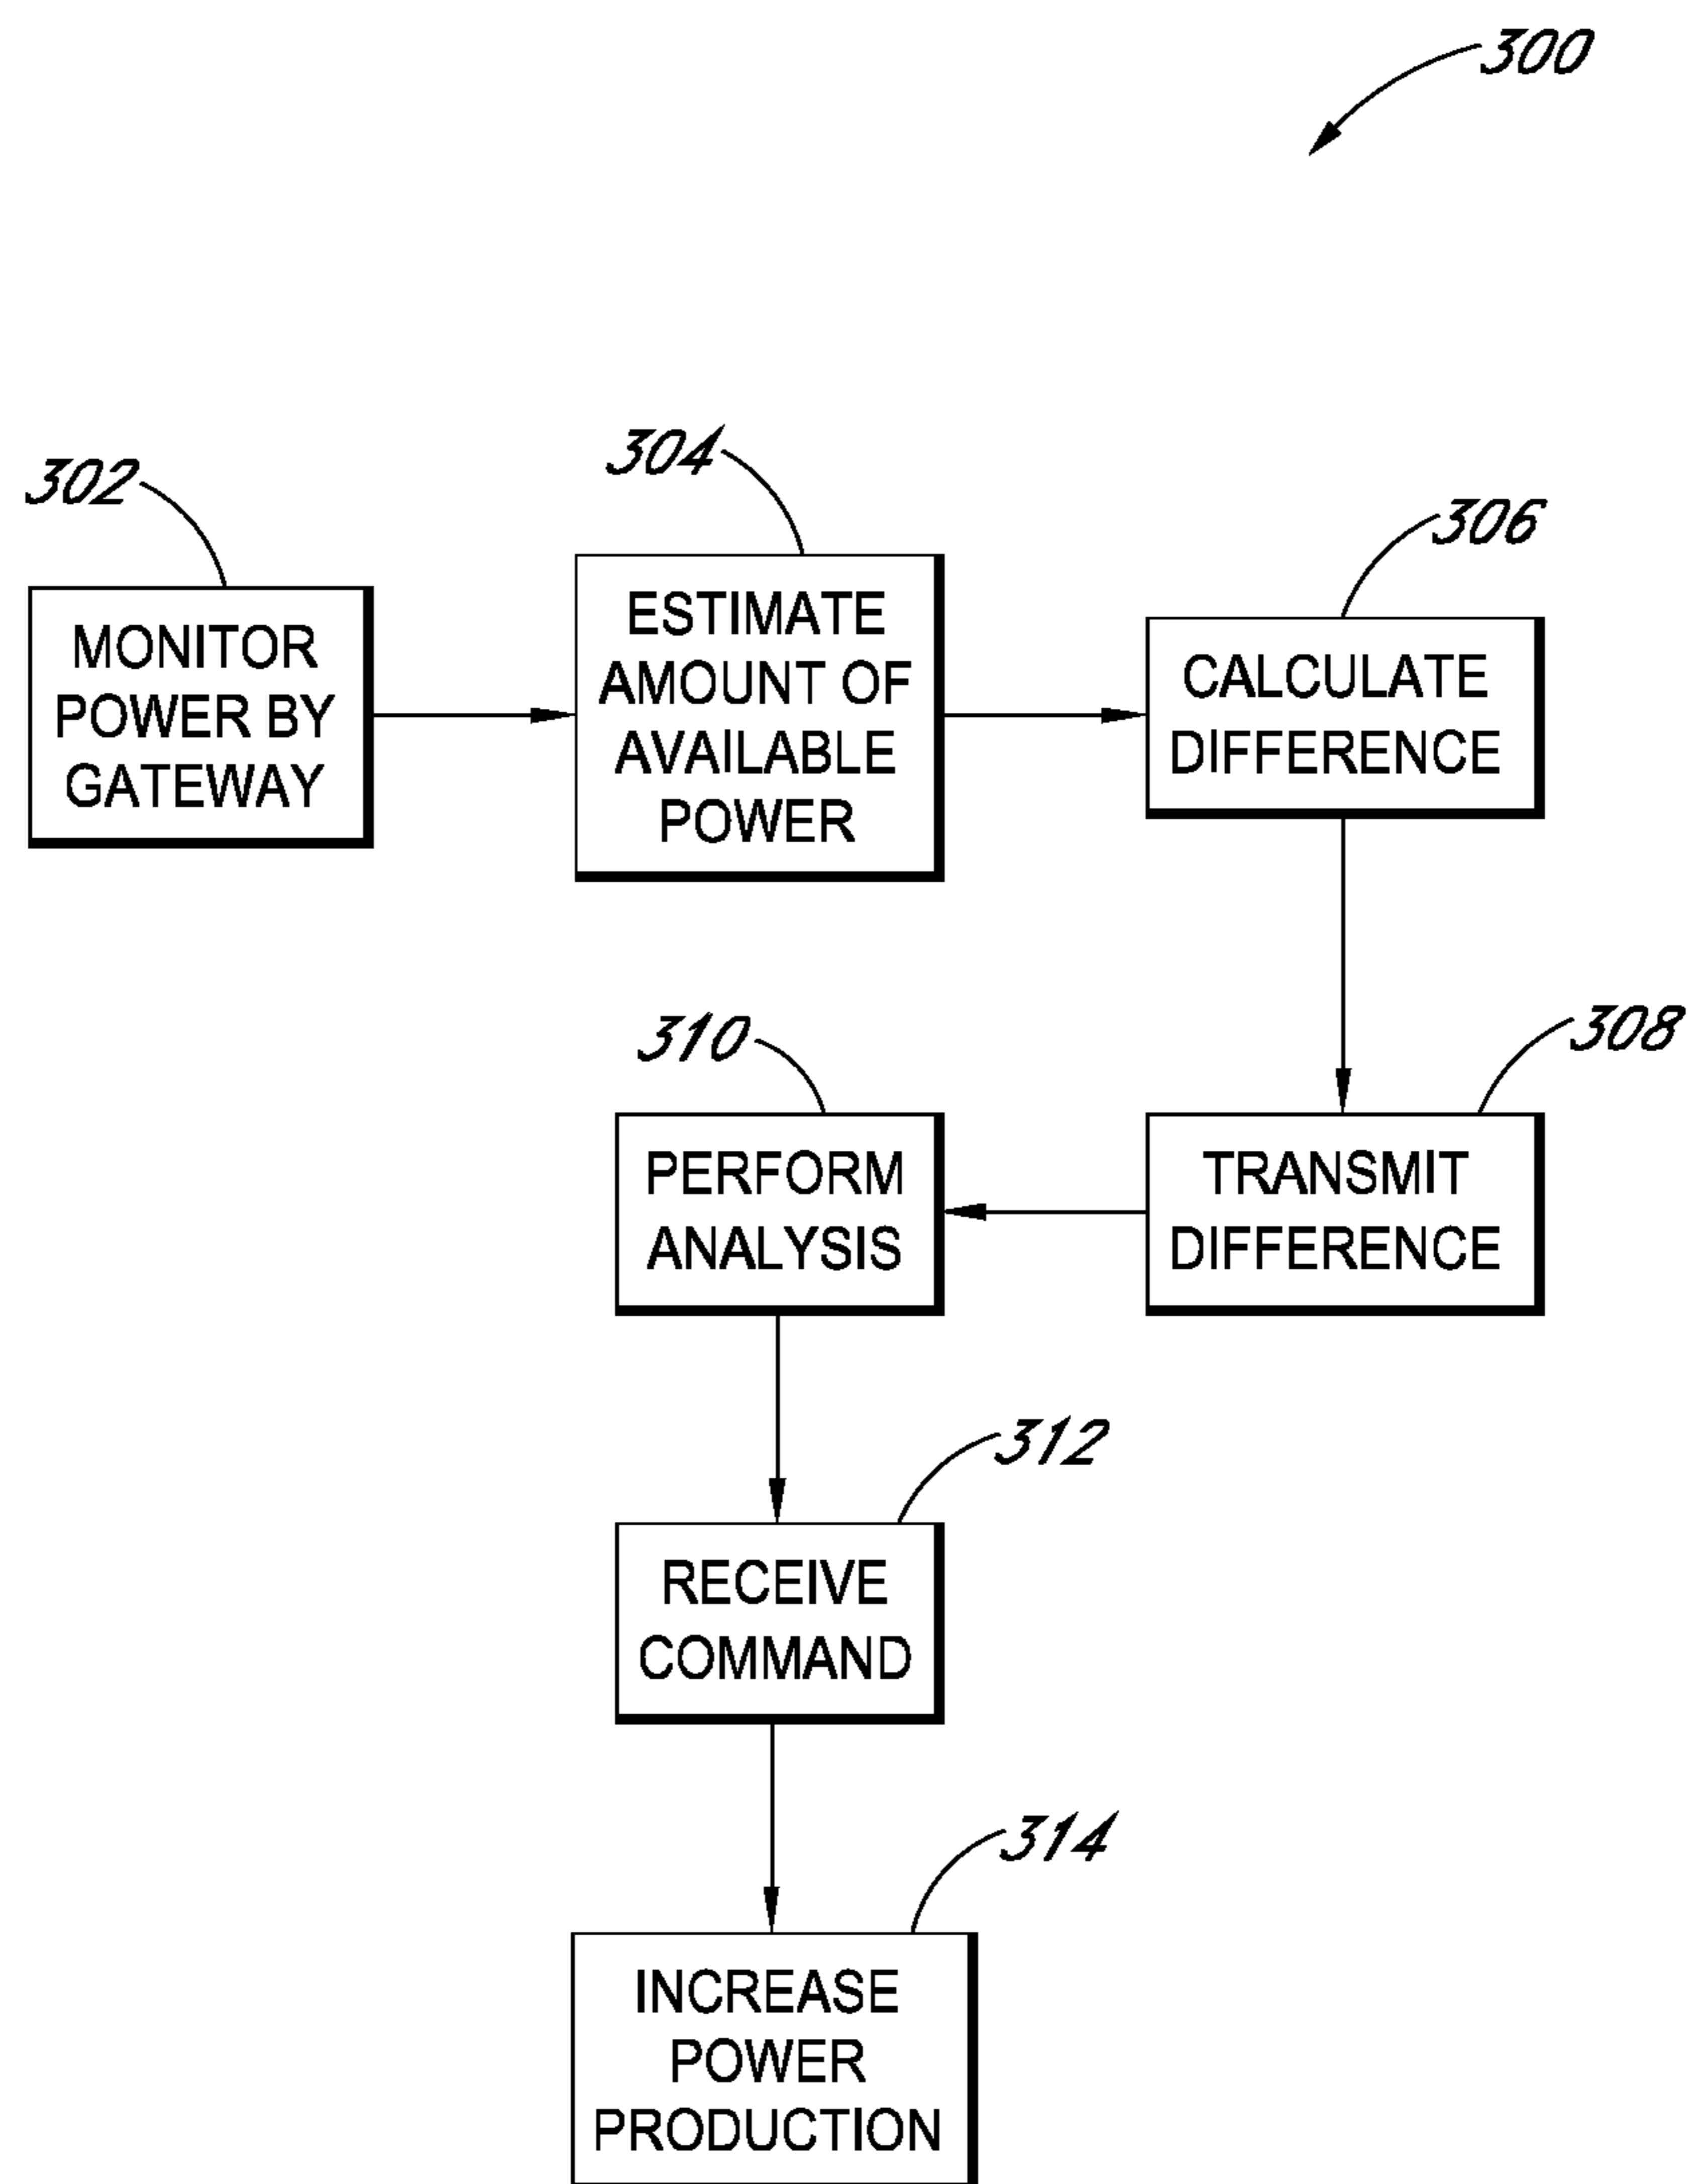 300
302
MONITOR
POWER BY
GATEWAY
304
ESTIMATE
AMOUNT OF
AVAILABLE
POWER
306
CALCULATE
DIFFERENCE
308
TRANSMIT
DIFFERENCE
310
PERFORM
ANALYSIS
312
RECEIVE
COMMAND
314
INCREASE
POWER
PRODUCTION